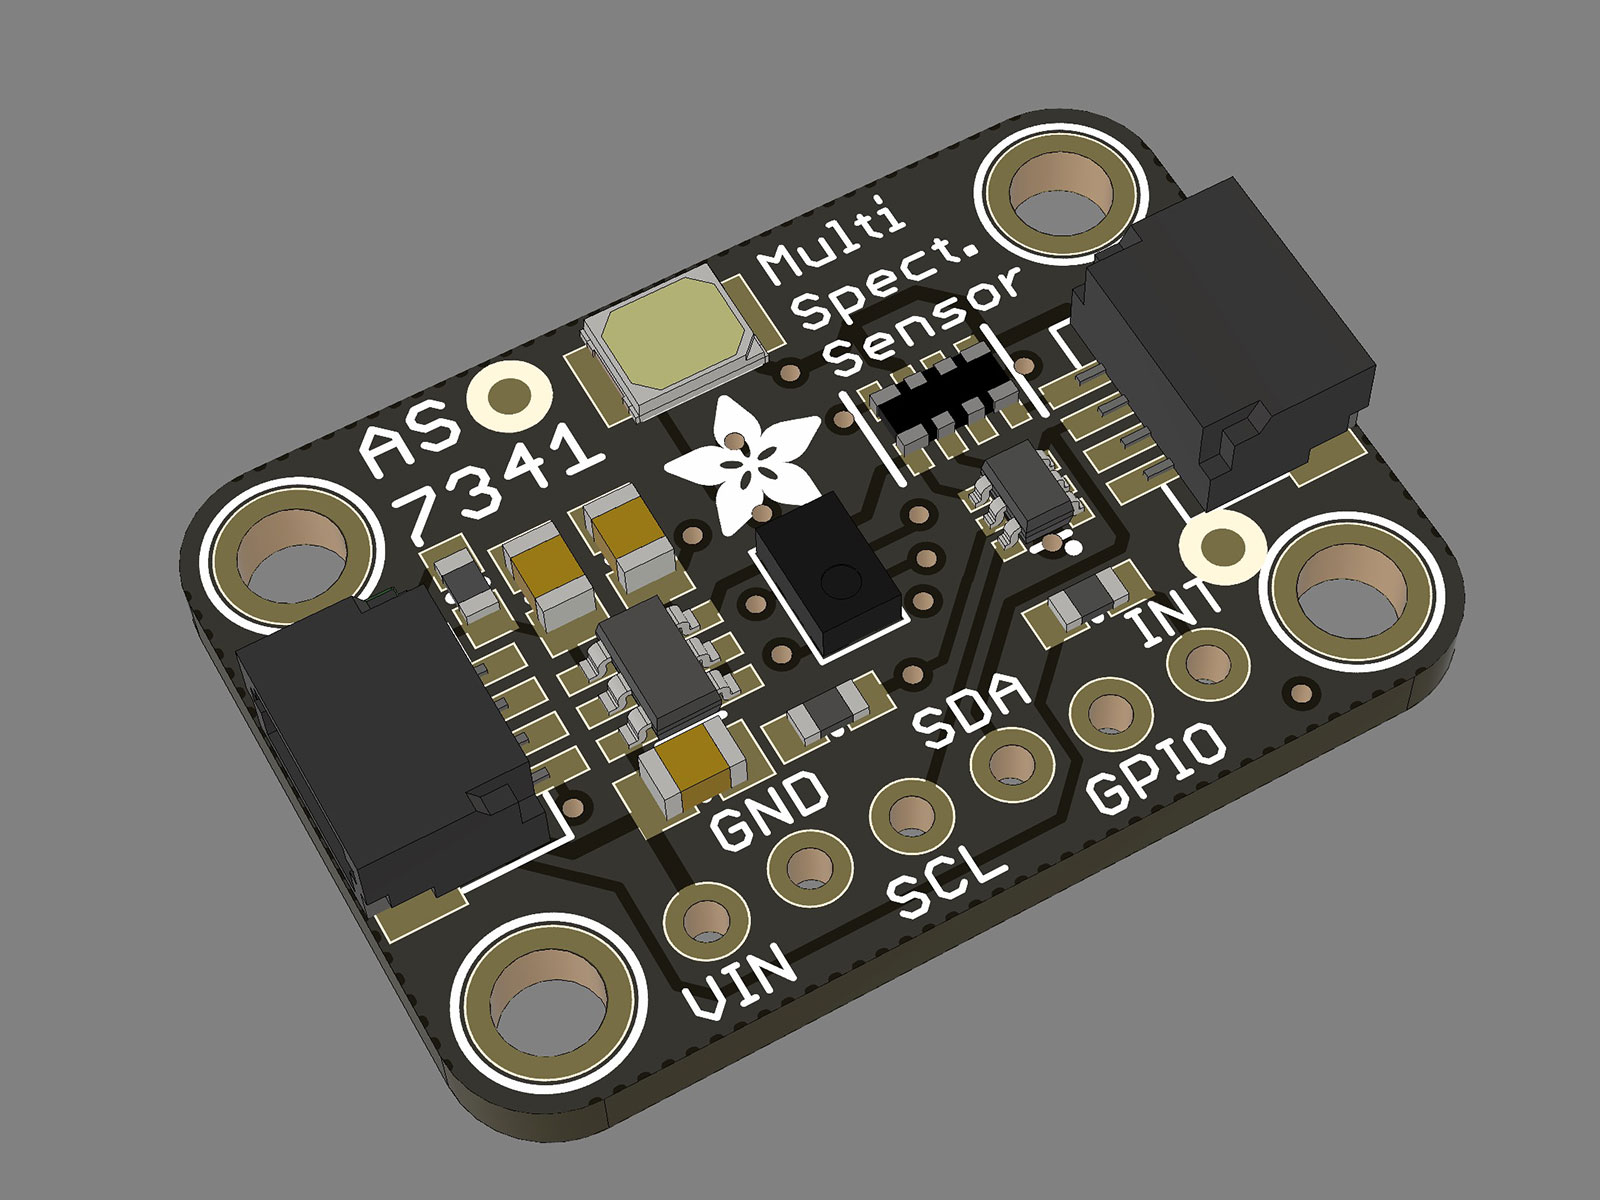 Multi
Spect.
Sensor
AS
7341
INT
SDA
GPIO
GND
SCL
VIN